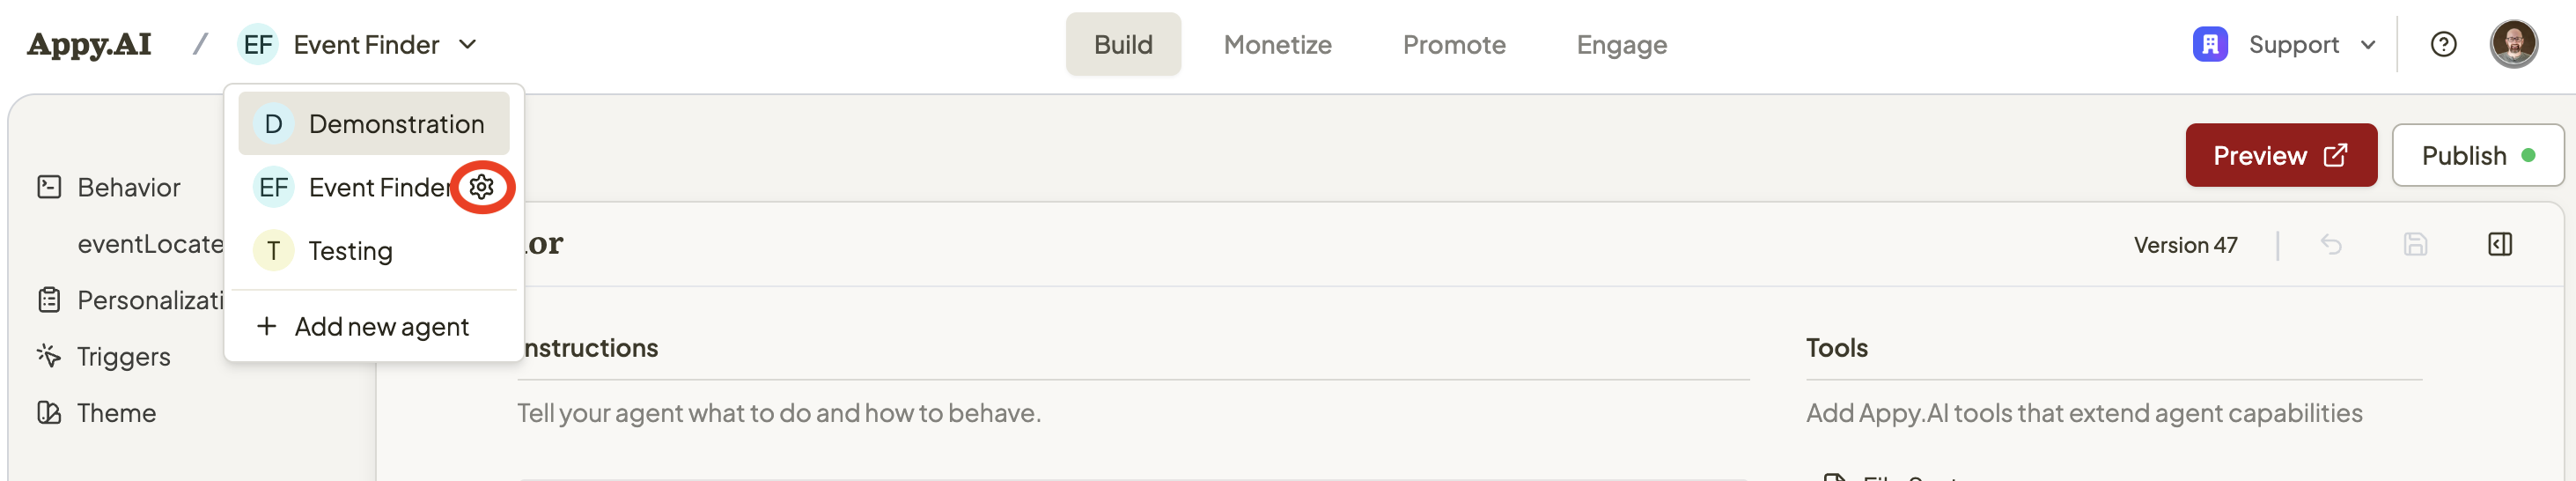 Appy.AI / EF Event Finder
Build Monetize Promote Engage
Support
D Demonstration
EF Event Finder
T Testing
+ Add new agent
Behavior
eventLocate
Personalizati
Triggers
Theme
Preview
Publish
or
Version 47
nstructions
Tell your agent what to do and how to behave.
Tools
Add Appy.AI tools that extend agent capabilities